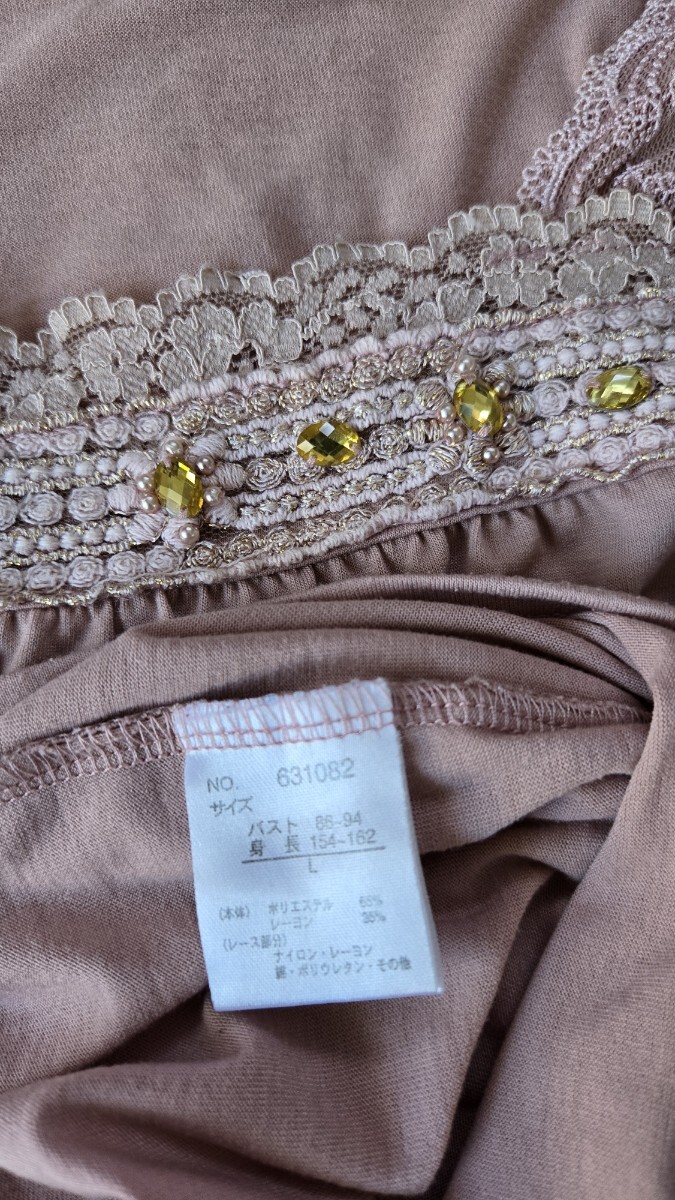 NO. 631082
サイズ
バスト 86~94
身 長 154~162
L
(本体) ポリエステル 65%
レーヨン 35%
(レース部分)
ナイロン・レーヨン
綿・ポリウレタン・その他